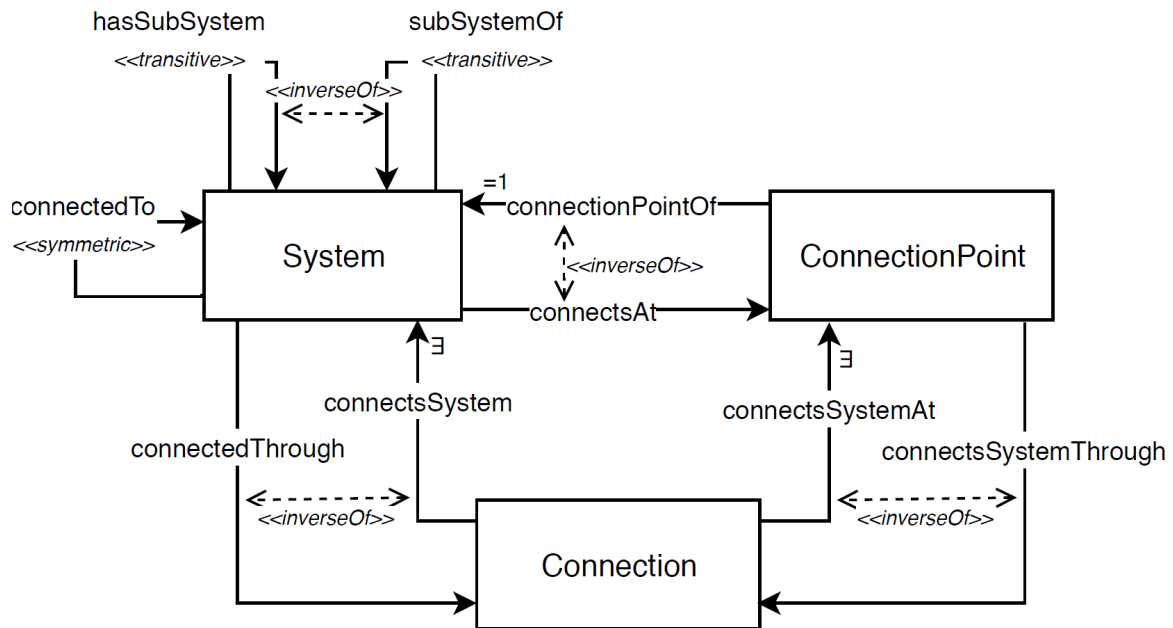 hasSubSystem
subSystemOf
<<transitive>>
<<transitive>>
<<inverseOf>>
connectedTo
<<symmetric>>
System
=1
connectionPointOf
<<inverseOf>>
connectsAt
ConnectionPoint
∃
∃
connectsSystem
connectsSystemAt
connectedThrough
connectsSystemThrough
<<inverseOf>>
<<inverseOf>>
Connection